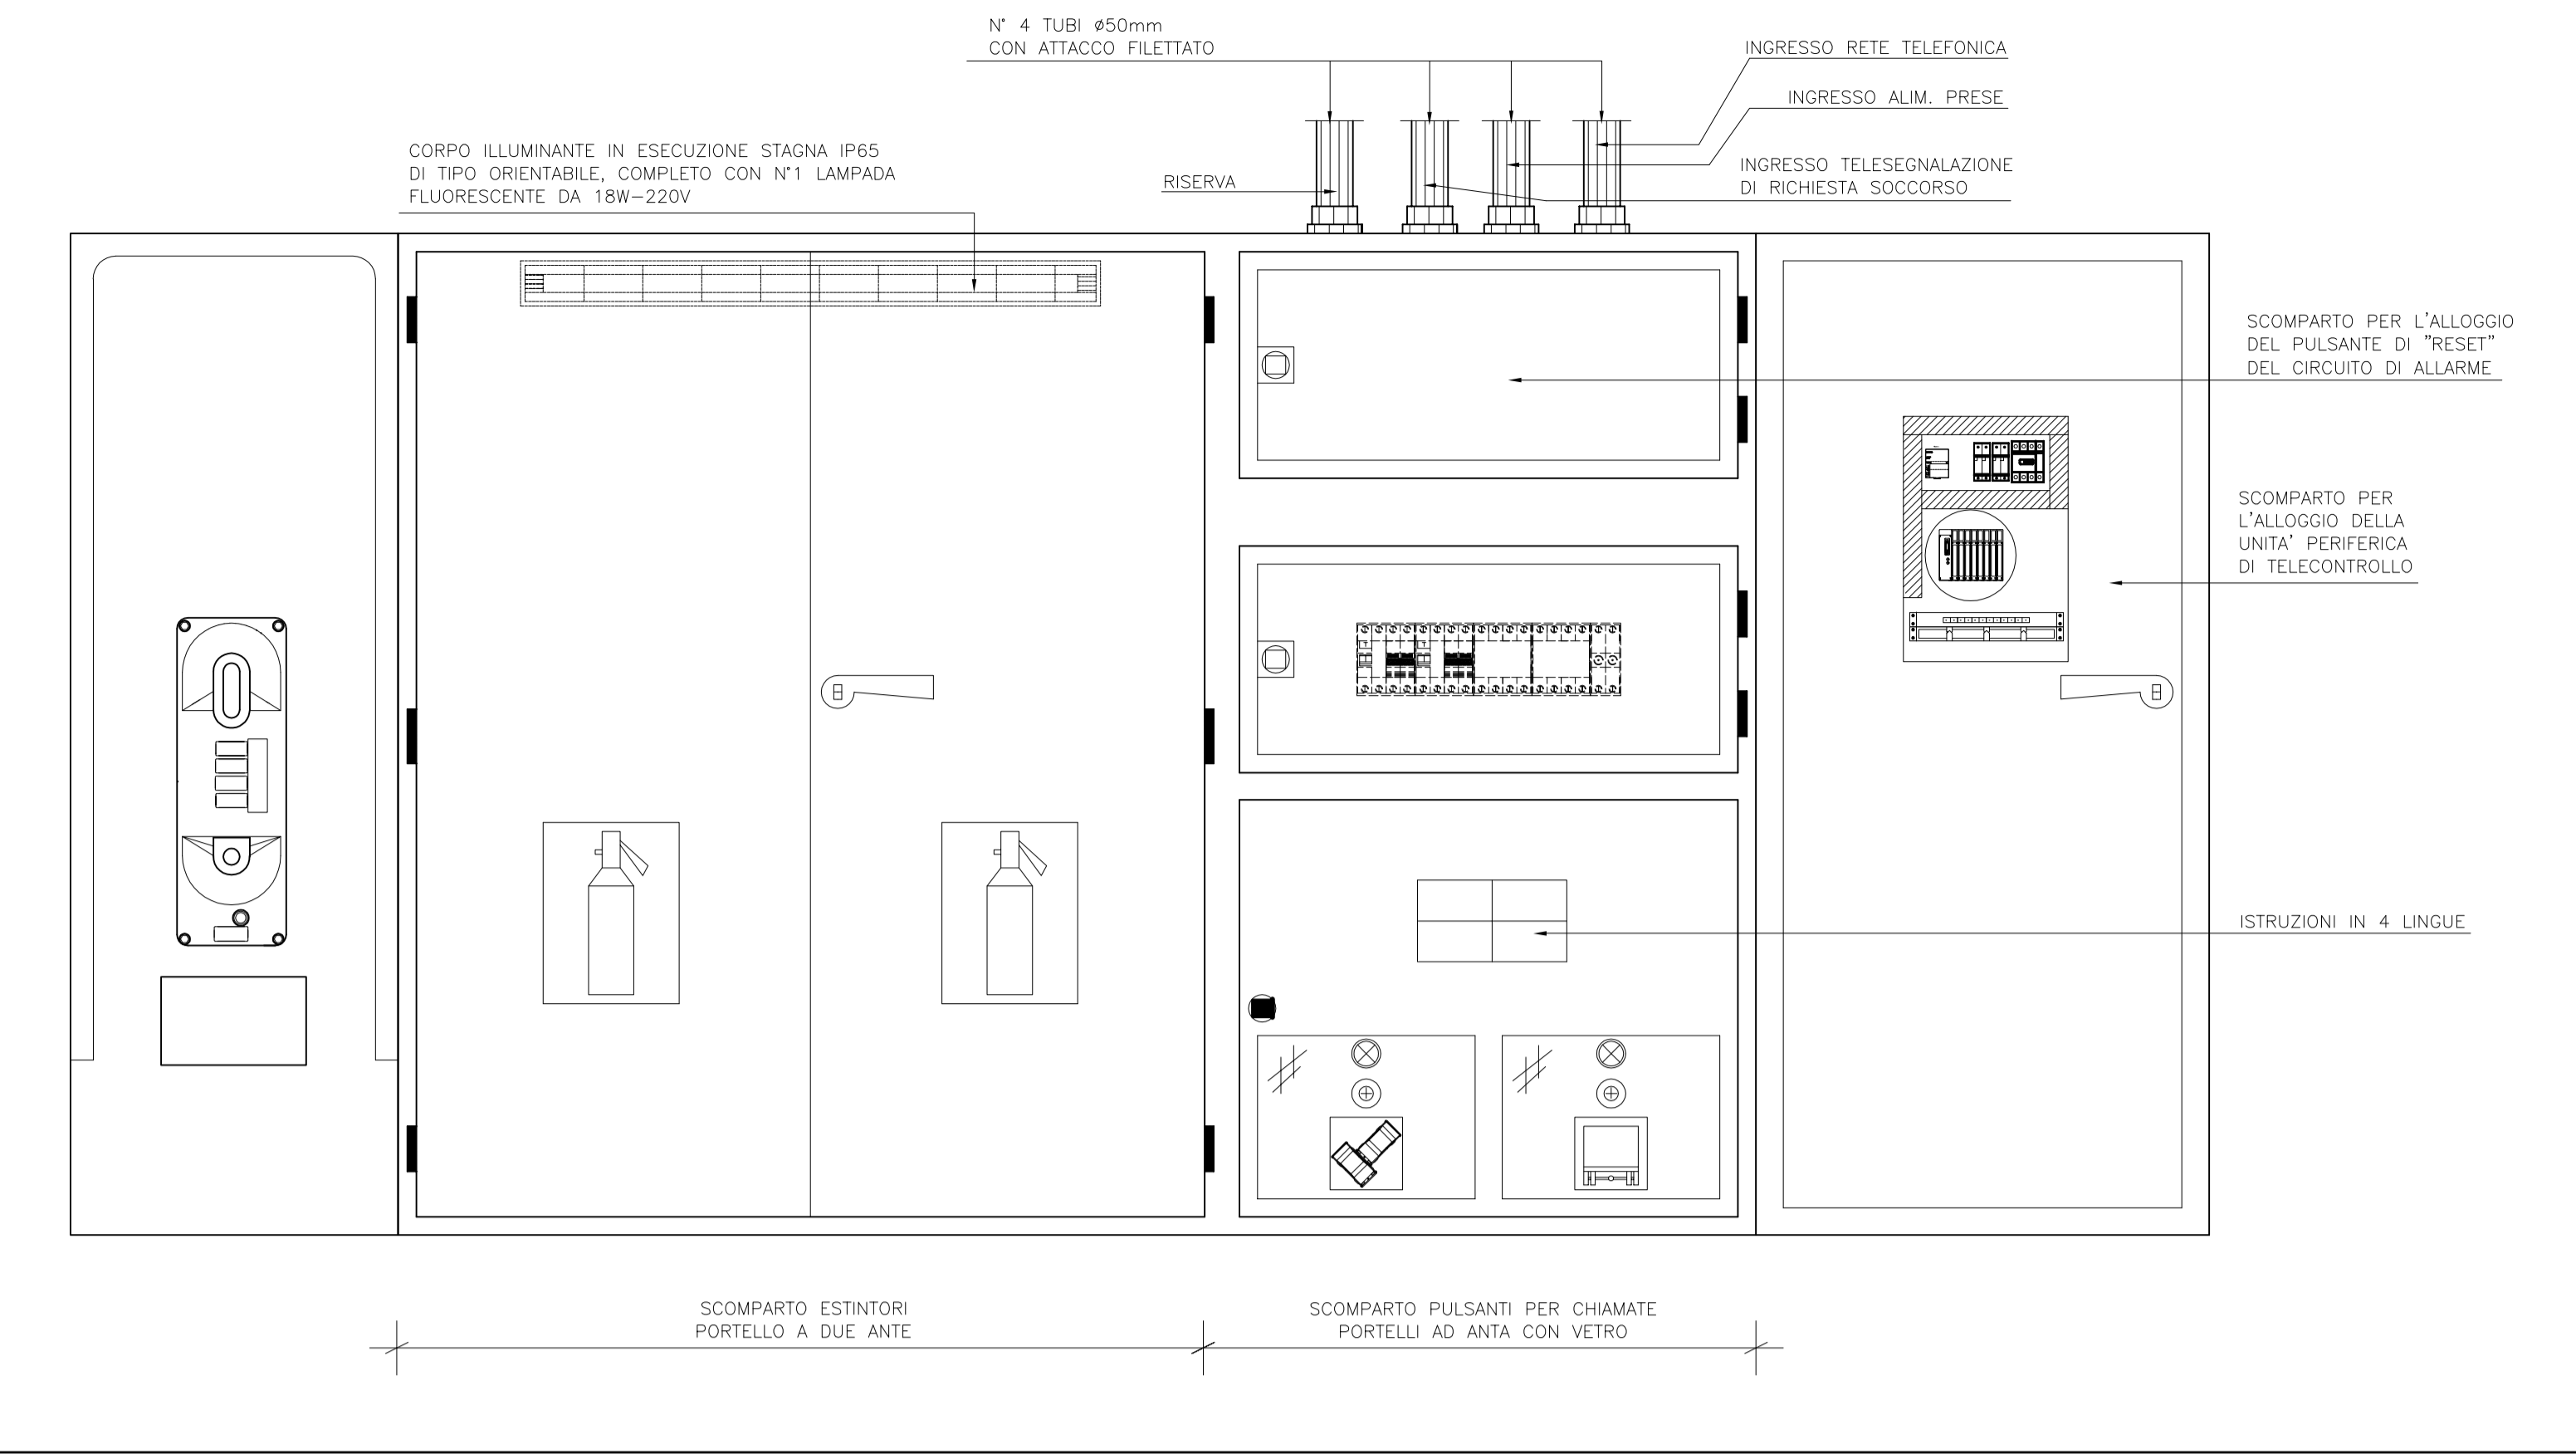 N° 4 TUBI ø50mm
CON ATTACCO FILETTATO
INGRESSO RETE TELEFONICA
INGRESSO ALIM. PRESE
INGRESSO TELESEGNALAZIONE
DI RICHIESTA SOCCORSO
RISERVA
CORPO ILLUMINANTE IN ESECUZIONE STAGNA IP65
DI TIPO ORIENTABILE, COMPLETO CON N°1 LAMPADA
FLUORESCENTE DA 18W-220V
SCOMPARTO PER L'ALLOGGIO
DEL PULSANTE DI "RESET"
DEL CIRCUITO DI ALLARME
SCOMPARTO PER
L'ALLOGGIO DELLA
UNITA' PERIFERICA
DI TELECONTROLLO
ISTRUZIONI IN 4 LINGUE
SCOMPARTO ESTINTORI
PORTELLO A DUE ANTE
SCOMPARTO PULSANTI PER CHIAMATE
PORTELLI AD ANTA CON VETRO